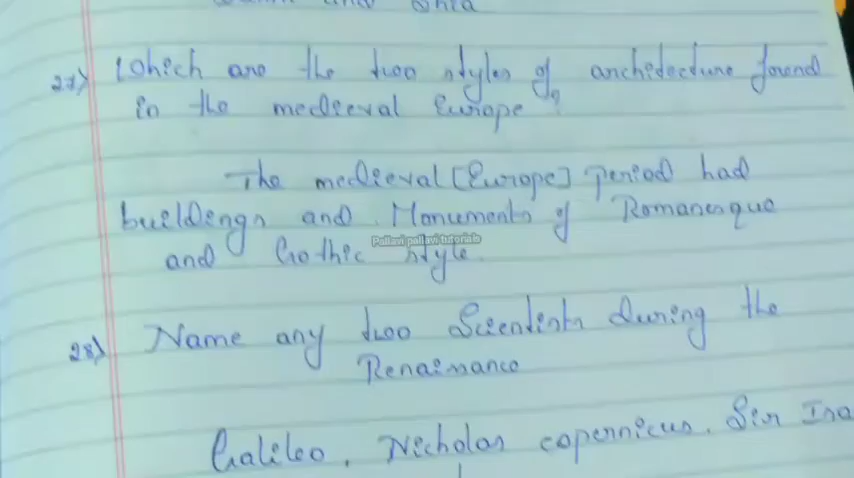 and
27) Which are the two styles of architecture found
in the medieval Europe?
The medieval [Europe] period had
buildings and Monuments of Romanesque
and Gothic style.
Pallavi pallavi tutorials
28) Name any two Scientists during the
Renaissance
Galileo, Nicholas copernicus. Sir Isa